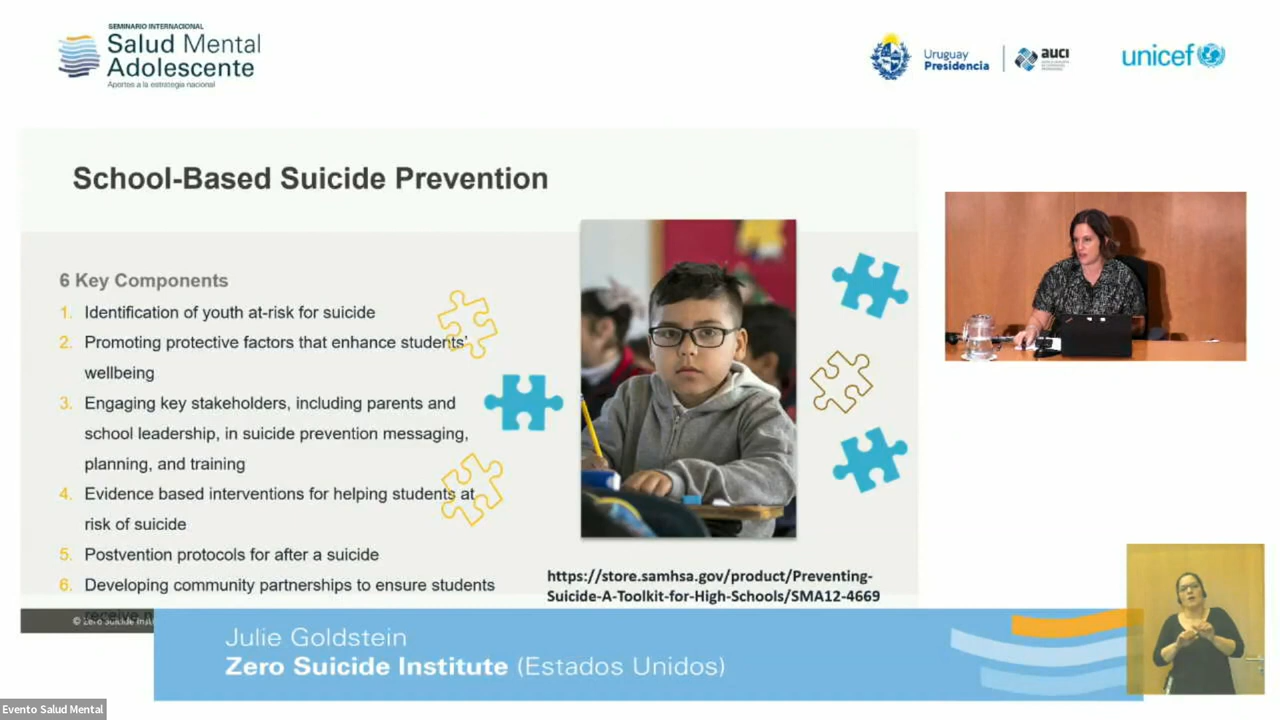 SEMINARIO INTERNACIONAL
Salud Mental
Adolescente
Aportes a la estrategia nacional
Uruguay
Presidencia
AUCI
unicef
School-Based Suicide Prevention
6 Key Components
1. Identification of youth at-risk for suicide
2. Promoting protective factors that enhance students'
wellbeing
3. Engaging key stakeholders, including parents and
school leadership, in suicide prevention messaging,
planning, and training
4. Evidence based interventions for helping students at
risk of suicide
5. Postvention protocols for after a suicide
6. Developing community partnerships to ensure students
https://store.samhsa.gov/product/Preventing-
Suicide-A-Toolkit-for-High-Schools/SMA12-4669
© Zero Suicide
Julie Goldstein
Zero Suicide Institute (Estados Unidos)
Evento Salud Mental